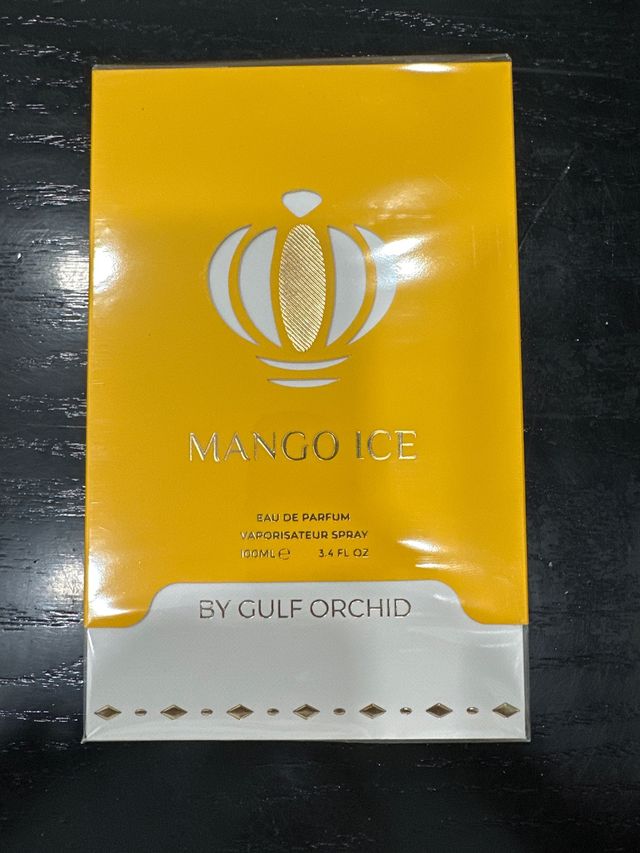 MANGO ICE
EAU DE PARFUM
VAPORISATEUR SPRAY
100ML ℮ 3.4 FL OZ
BY GULF ORCHID